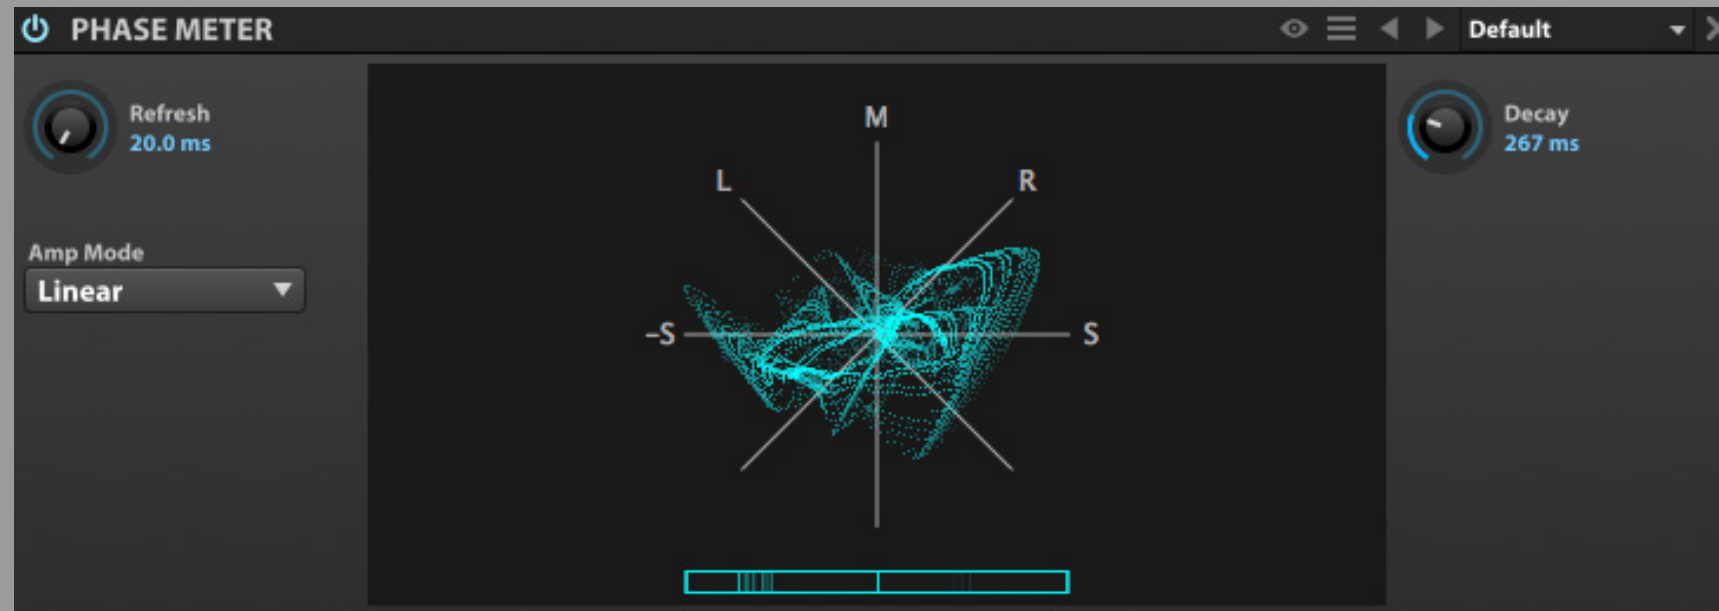 PHASE METER
Default
Refresh
20.0 ms
Amp Mode
Linear
M
L
R
–S
S
Decay
267 ms